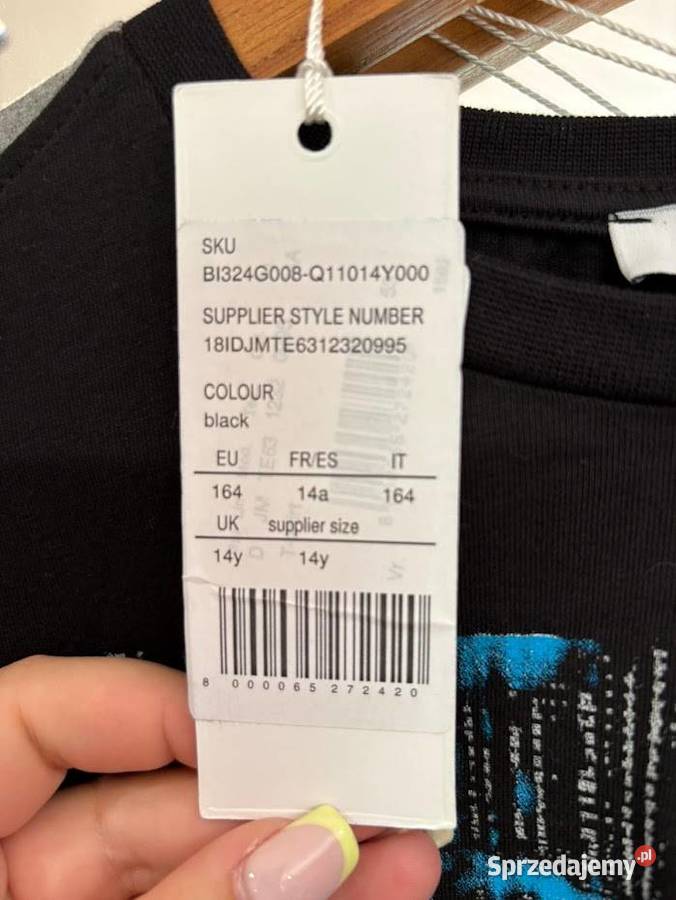 SKU
BI324G008-Q11014Y000
SUPPLIER STYLE NUMBER
18IDJMTE6312320995
COLOUR
black
EU FR/ES IT
164 14a 164
UK supplier size
14y 14y
8 000065 272420
Sprzedajemy.pl